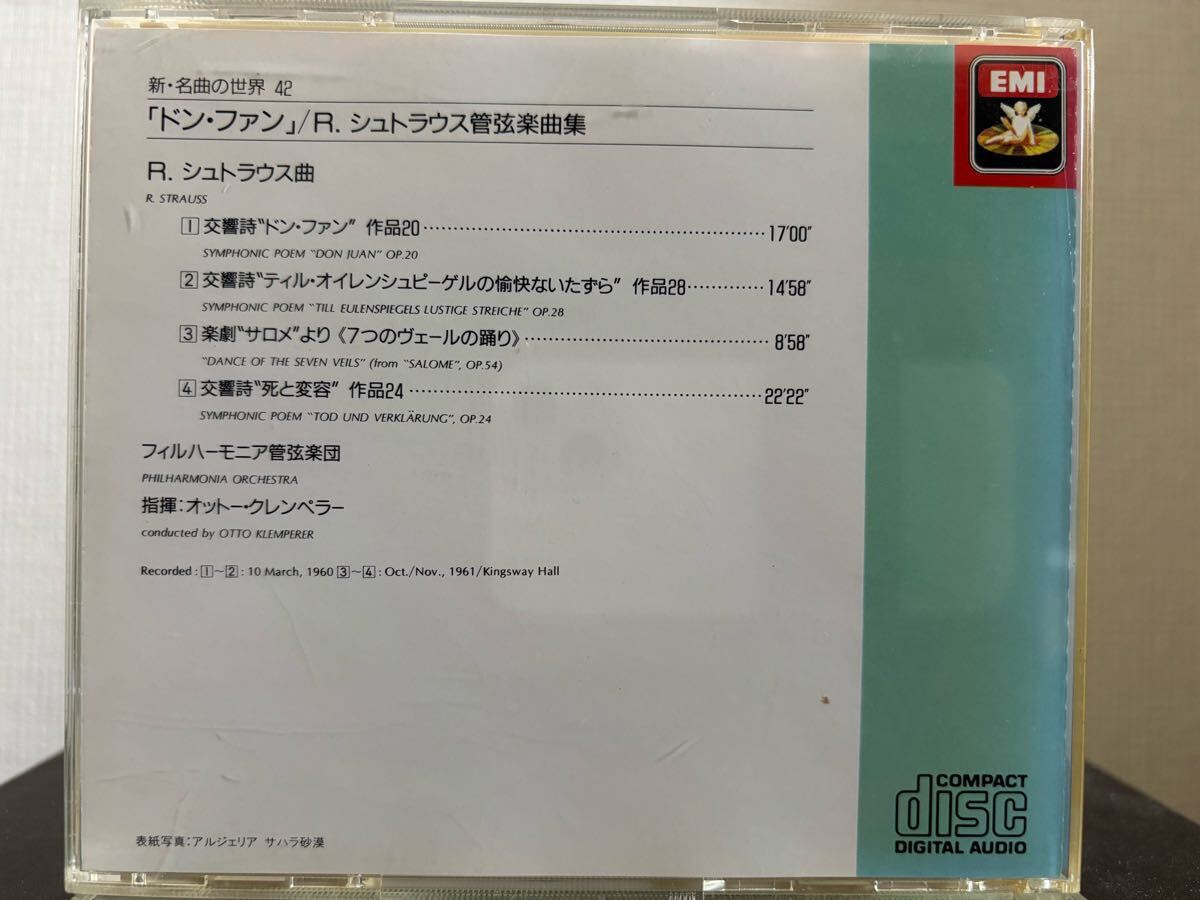 新・名曲の世界 42
「ドン・ファン」/R. シュトラウス管弦楽曲集
R. シュトラウス曲
R. STRAUSS
1 交響詩“ドン・ファン” 作品20 17'00"
SYMPHONIC POEM “DON JUAN” OP.20
2 交響詩“ティル・オイレンシュピーゲルの愉快ないたずら” 作品28 14'58"
SYMPHONIC POEM “TILL EULENSPIEGELS LUSTIGE STREICHE” OP.28
3 楽劇“サロメ”より《7つのヴェールの踊り》 8'58"
“DANCE OF THE SEVEN VEILS” (from “SALOME”, OP.54)
4 交響詩“死と変容” 作品24 22'22"
SYMPHONIC POEM “TOD UND VERKLÄRUNG”, OP.24
フィルハーモニア管弦楽団
PHILHARMONIA ORCHESTRA
指揮:オットー・クレンペラー
conducted by OTTO KLEMPERER
Recorded : 1~2 : 10 March, 1960 3~4 : Oct./Nov., 1961/Kingsway Hall
表紙写真:アルジェリア サハラ砂漠
EMI
COMPACT
disc
DIGITAL AUDIO